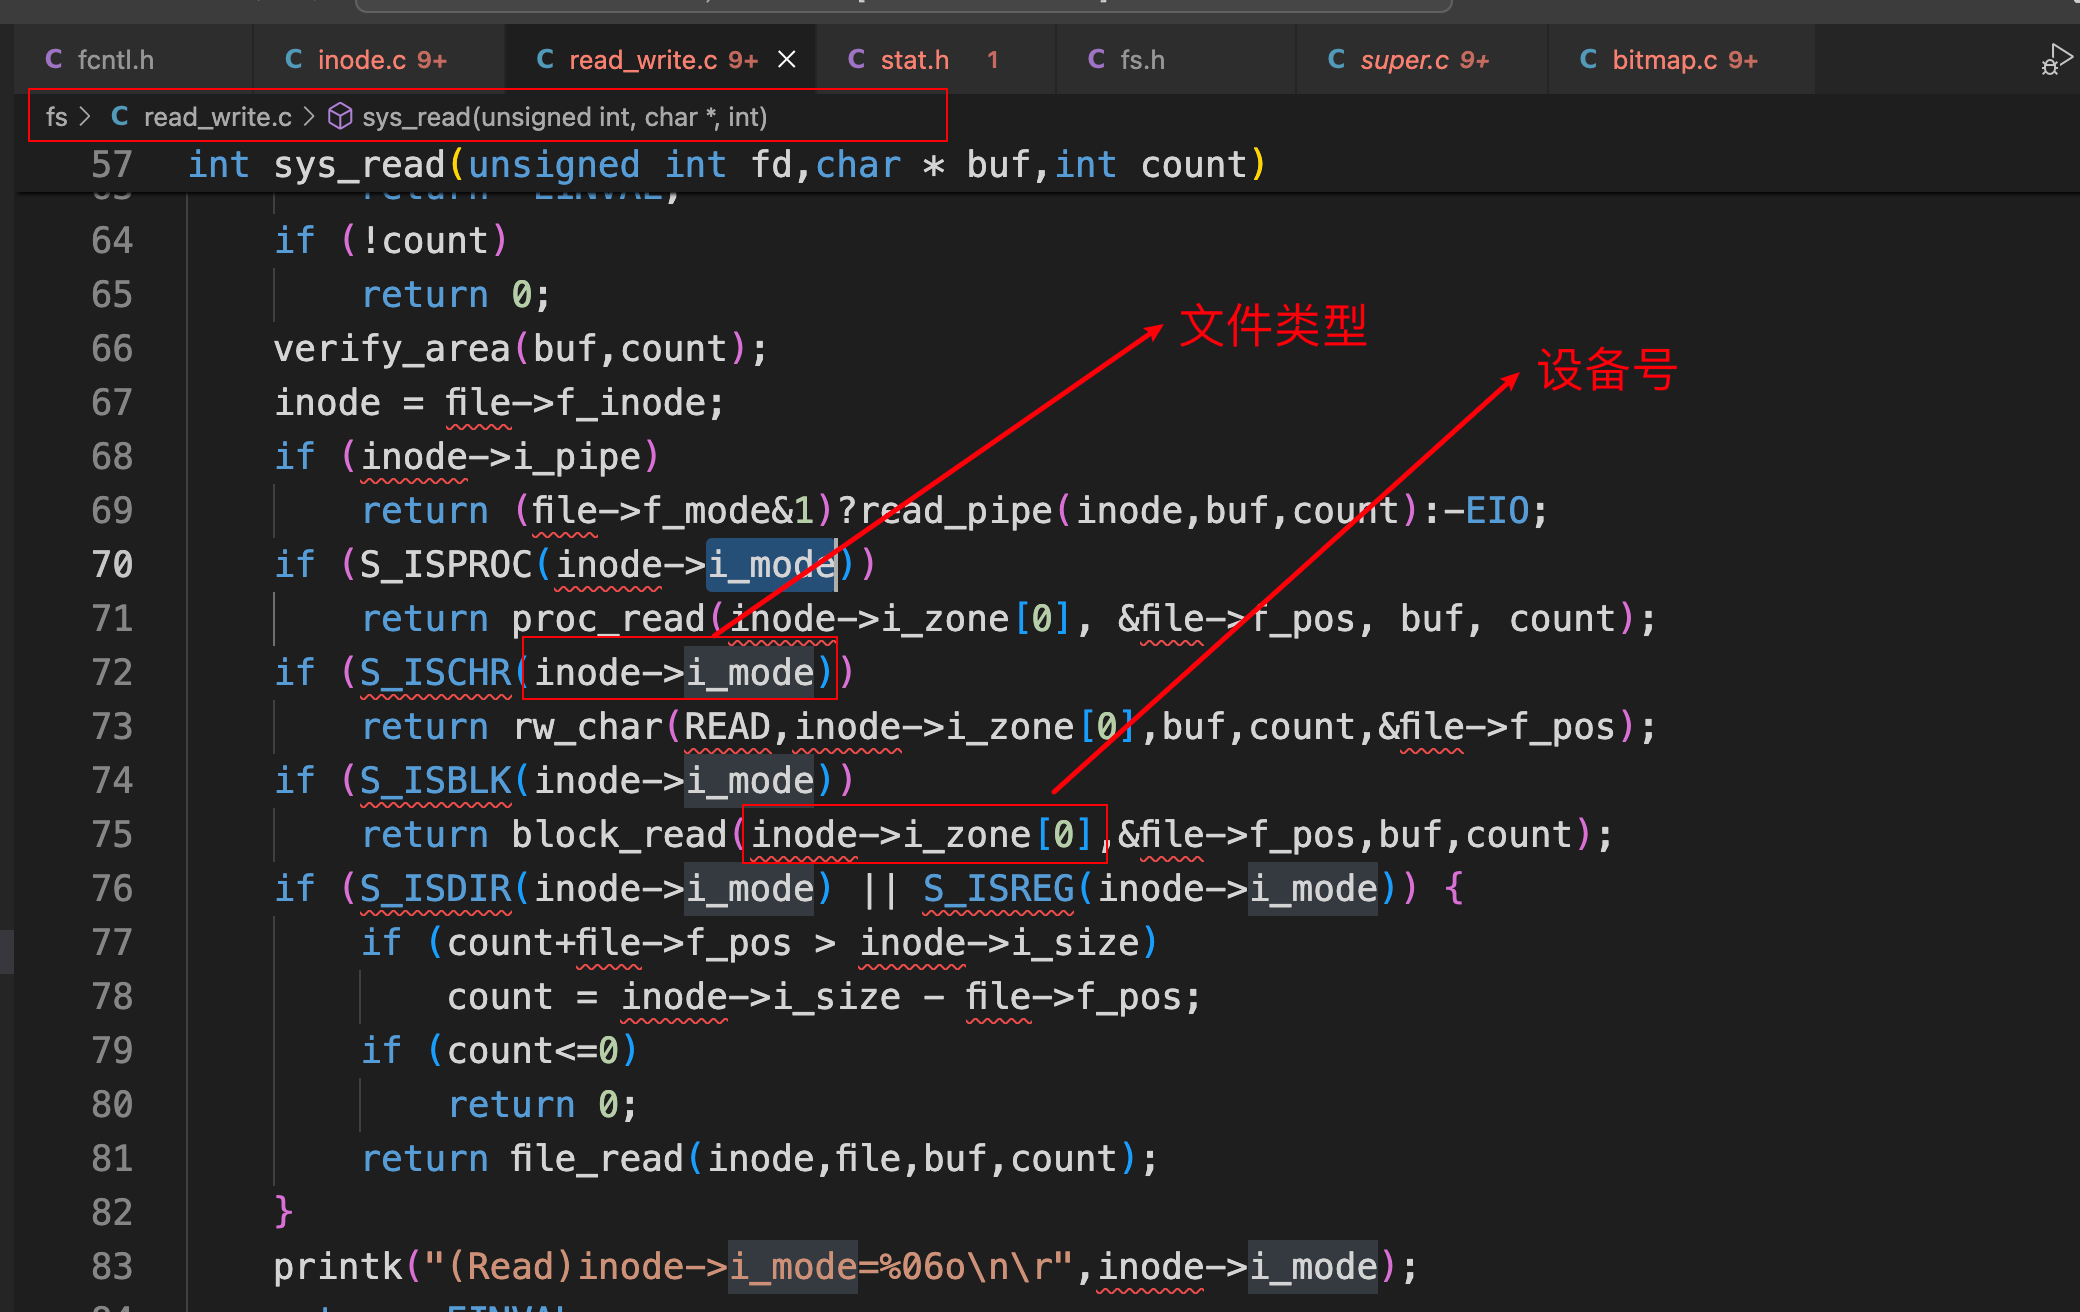 fcntl.h
inode.c 9+
read_write.c 9+
stat.h 1
fs.h
super.c 9+
bitmap.c 9+
fs > C read_write.c > sys_read(unsigned int, char *, int)
57 int sys_read(unsigned int fd,char * buf,int count)
64 if (!count)
65 return 0;
66 verify_area(buf,count);
67 inode = file->f_inode;
68 if (inode->i_pipe)
69 return (file->f_mode&1)?read_pipe(inode,buf,count):-EIO;
70 if (S_ISPROC(inode->i_mode))
71 return proc_read(inode->i_zone[0], &file->f_pos, buf, count);
72 if (S_ISCHR(inode->i_mode))
73 return rw_char(READ,inode->i_zone[0],buf,count,&file->f_pos);
74 if (S_ISBLK(inode->i_mode))
75 return block_read(inode->i_zone[0],&file->f_pos,buf,count);
76 if (S_ISDIR(inode->i_mode) || S_ISREG(inode->i_mode)) {
77 if (count+file->f_pos > inode->i_size)
78 count = inode->i_size - file->f_pos;
79 if (count<=0)
80 return 0;
81 return file_read(inode,file,buf,count);
82 }
83 printk("(Read)inode->i_mode=%06o\n\r",inode->i_mode);
文件类型
设备号